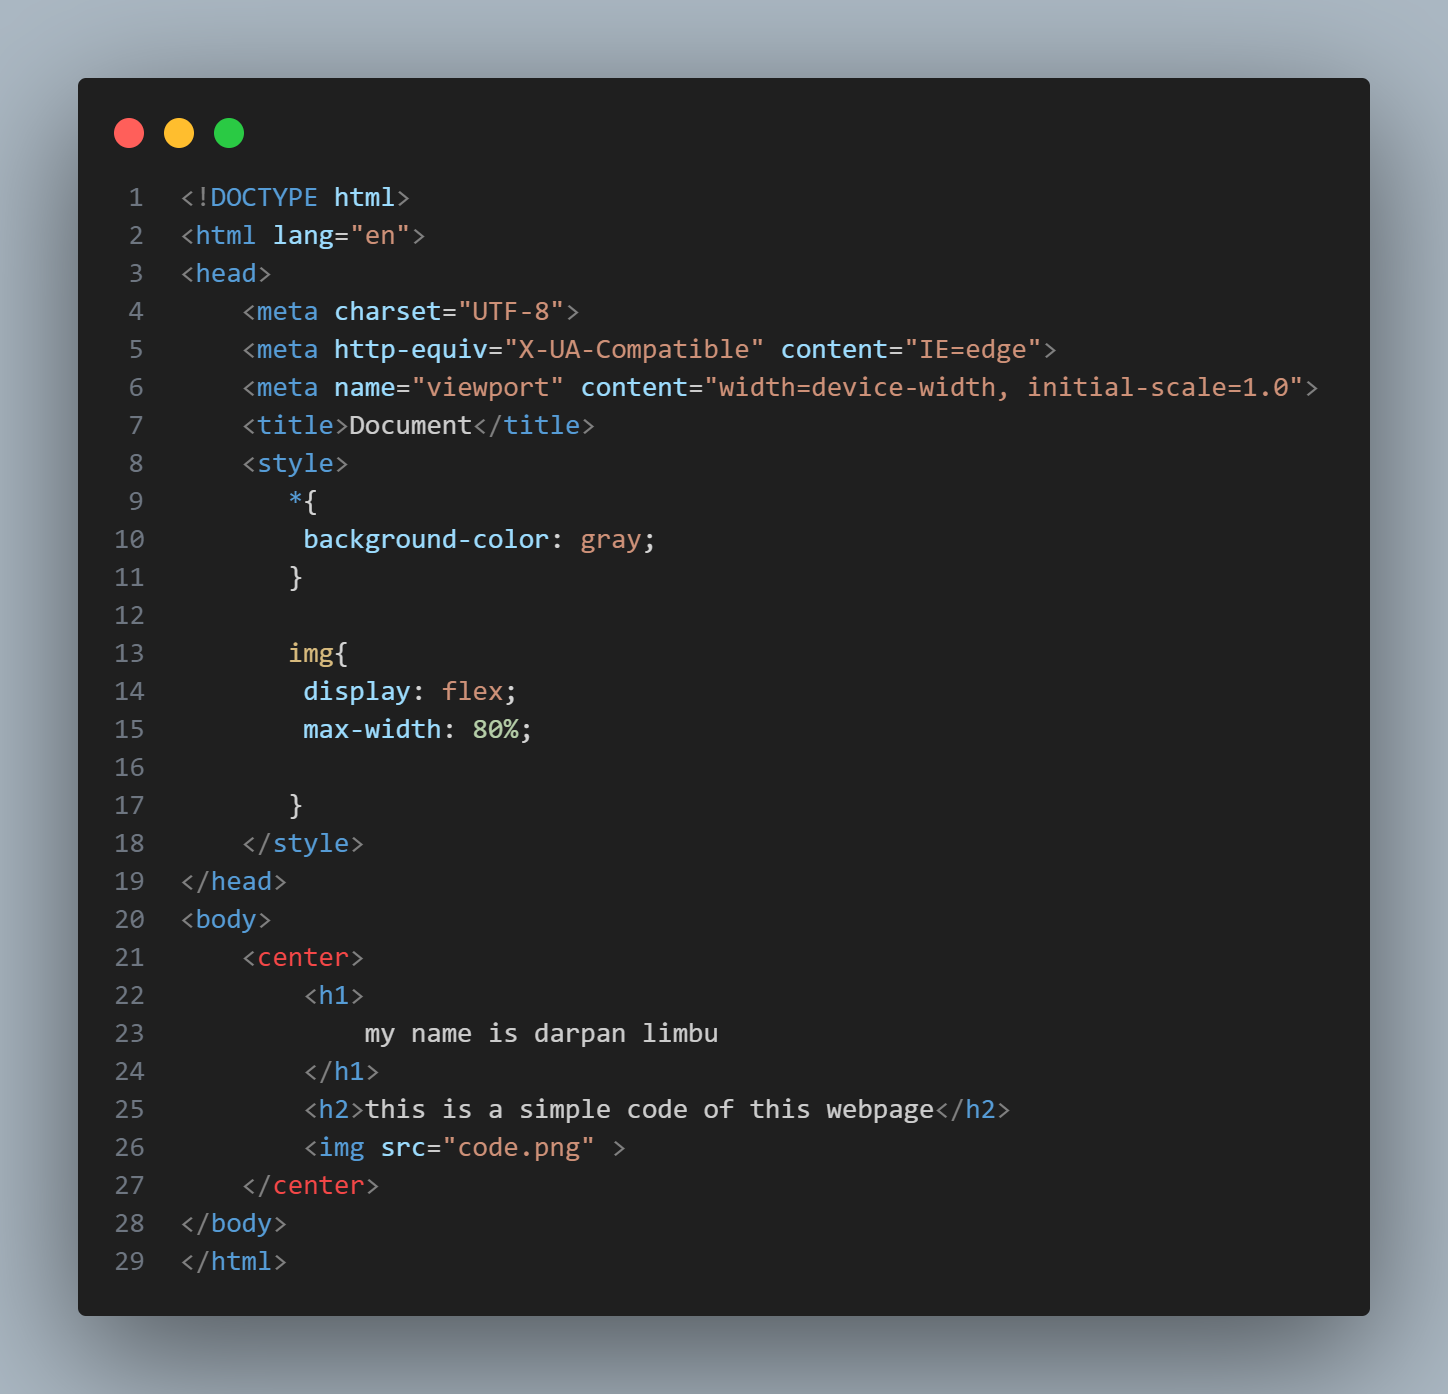 1 <!DOCTYPE html>
2 <html lang="en">
3 <head>
4     <meta charset="UTF-8">
5     <meta http-equiv="X-UA-Compatible" content="IE=edge">
6     <meta name="viewport" content="width=device-width, initial-scale=1.0">
7     <title>Document</title>
8     <style>
9        *{
10         background-color: gray;
11        }
12
13        img{
14         display: flex;
15         max-width: 80%;
16
17        }
18     </style>
19 </head>
20 <body>
21     <center>
22         <h1>
23             my name is darpan limbu
24         </h1>
25         <h2>this is a simple code of this webpage</h2>
26         <img src="code.png" >
27     </center>
28 </body>
29 </html>